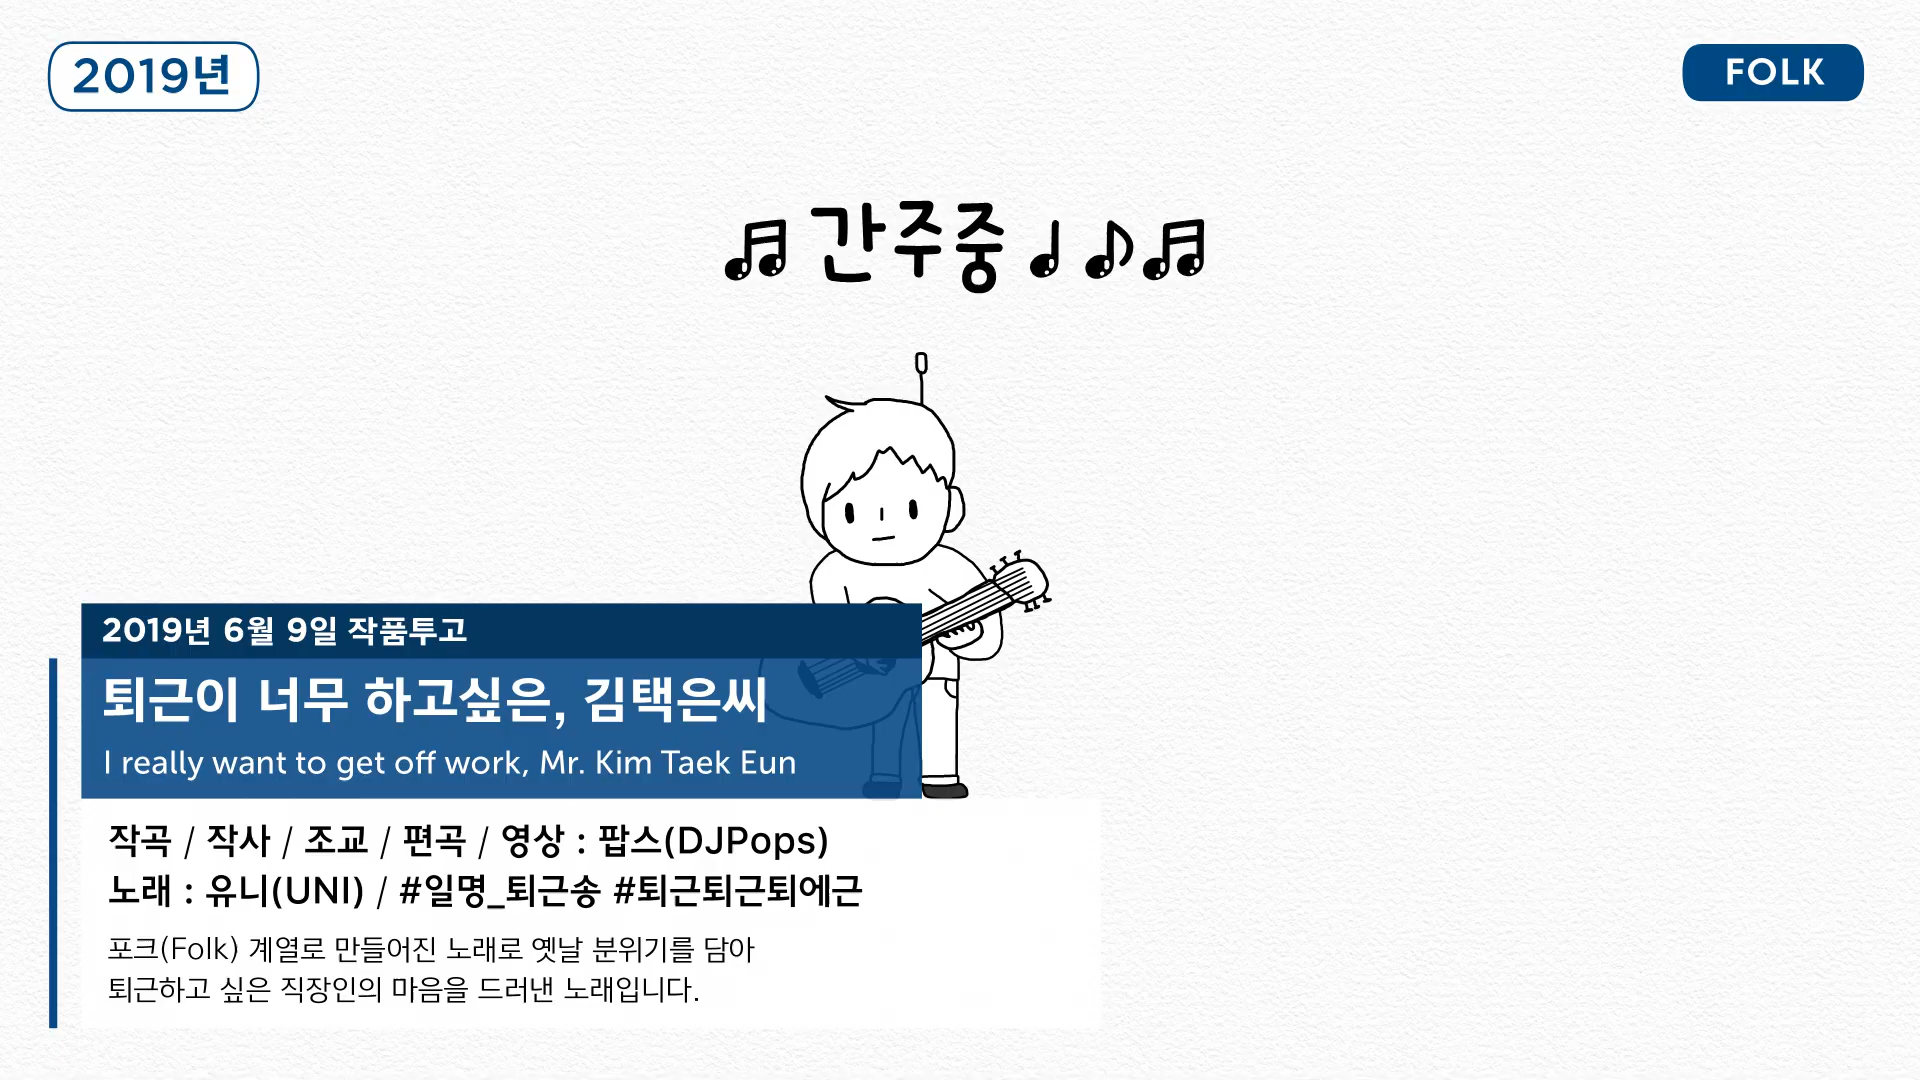 2019년
FOLK
♬ 간주중 ♩ ♪ ♬
2019년 6월 9일 작품투고
퇴근이 너무 하고싶은, 김택은씨
I really want to get off work, Mr. Kim Taek Eun
작곡 / 작사 / 조교 / 편곡 / 영상 : 팝스(DJPops)
노래 : 유니(UNI) / #일명_퇴근송 #퇴근퇴근퇴에근
포크(Folk) 계열로 만들어진 노래로 옛날 분위기를 담아
퇴근하고 싶은 직장인의 마음을 드러낸 노래입니다.